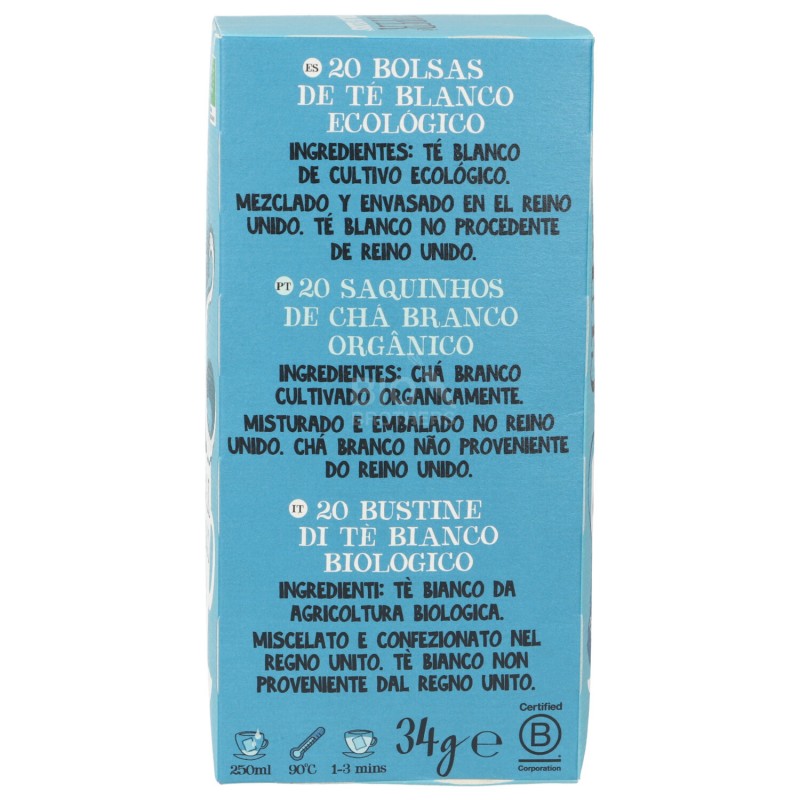 ES 20 BOLSAS
DE TÉ BLANCO
ECOLÓGICO
INGREDIENTES: TÉ BLANCO
DE CULTIVO ECOLÓGICO.
MEZCLADO Y ENVASADO EN EL REINO
UNIDO. TÉ BLANCO NO PROCEDENTE
DE REINO UNIDO.
PT 20 SAQUINHOS
DE CHÁ BRANCO
ORGÂNICO
INGREDIENTES: CHÁ BRANCO
CULTIVADO ORGANICAMENTE.
MISTURADO E EMBALADO NO REINO
UNIDO. CHÁ BRANCO NÃO PROVENIENTE
DO REINO UNIDO.
IT 20 BUSTINE
DI TÈ BIANCO
BIOLOGICO
INGREDIENTI: TÈ BIANCO DA
AGRICOLTURA BIOLOGICA.
MISCELATO E CONFEZIONATO NEL
REGNO UNITO. TÈ BIANCO NON
PROVENIENTE DAL REGNO UNITO.
250ml 90°C 1-3 mins 34g e
Certified
B
Corporation